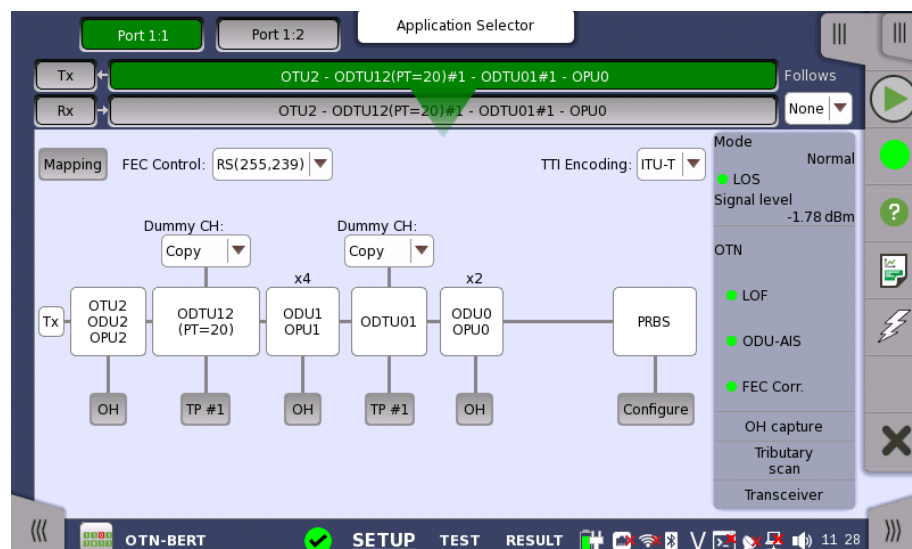 Port 1:1
Port 1:2
Application Selector
Tx
OTU2 - ODTU12(PT=20)#1 - ODTU01#1 - OPU0
Follows
Rx
OTU2 - ODTU12(PT=20)#1 - ODTU01#1 - OPU0
None
Mapping
FEC Control:
RS(255,239)
TTI Encoding:
ITU-T
Mode
Normal
LOS
Signal level
-1.78 dBm
Dummy CH:
Copy
Dummy CH:
Copy
OTN
x4
x2
LOF
Tx
OTU2
ODU2
OPU2
ODTU12
(PT=20)
ODU1
OPU1
ODTU01
ODU0
OPU0
PRBS
ODU-AIS
FEC Corr.
OH
TP #1
OH
TP #1
OH
Configure
OH capture
Tributary
scan
Transceiver
OTN-BERT
SETUP
TEST
RESULT
V
11 28